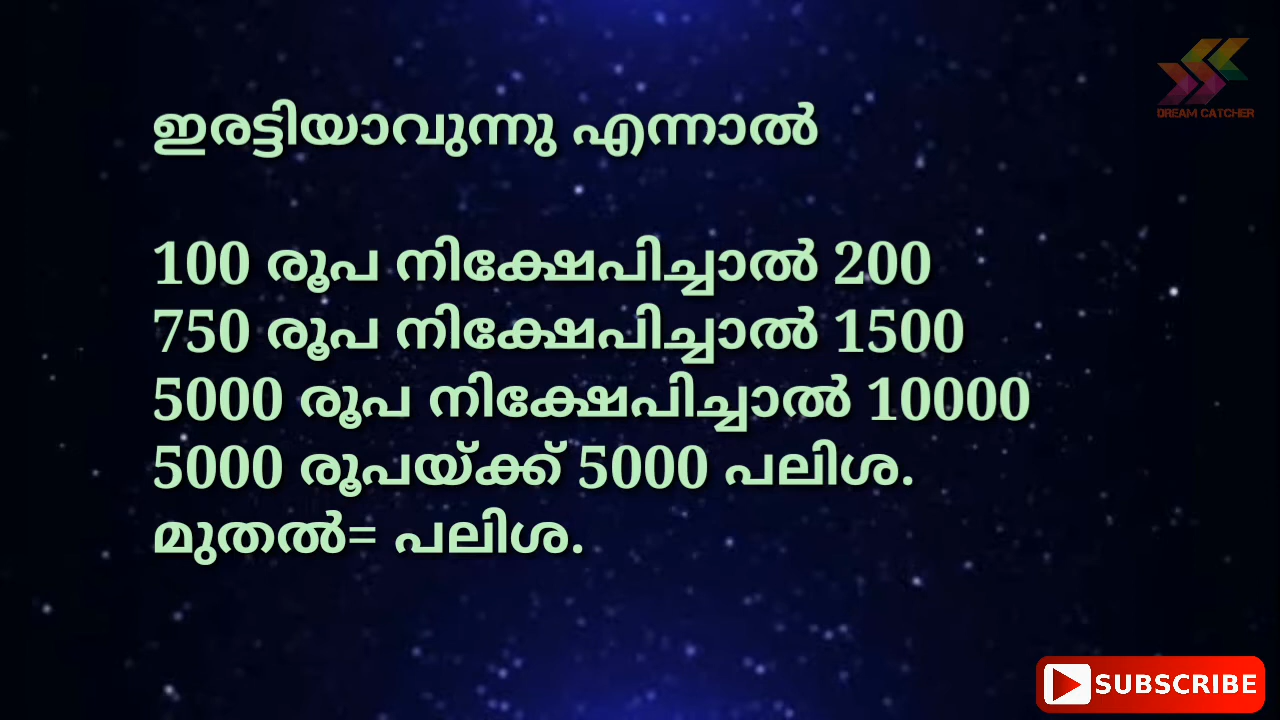 DREAM CATCHER
ഇരട്ടിയാവുന്നു എന്നാൽ
100 രൂപ നിക്ഷേപിച്ചാൽ 200
750 രൂപ നിക്ഷേപിച്ചാൽ 1500
5000 രൂപ നിക്ഷേപിച്ചാൽ 10000
5000 രൂപയ്ക്ക് 5000 പലിശ.
മുതൽ= പലിശ.
SUBSCRIBE